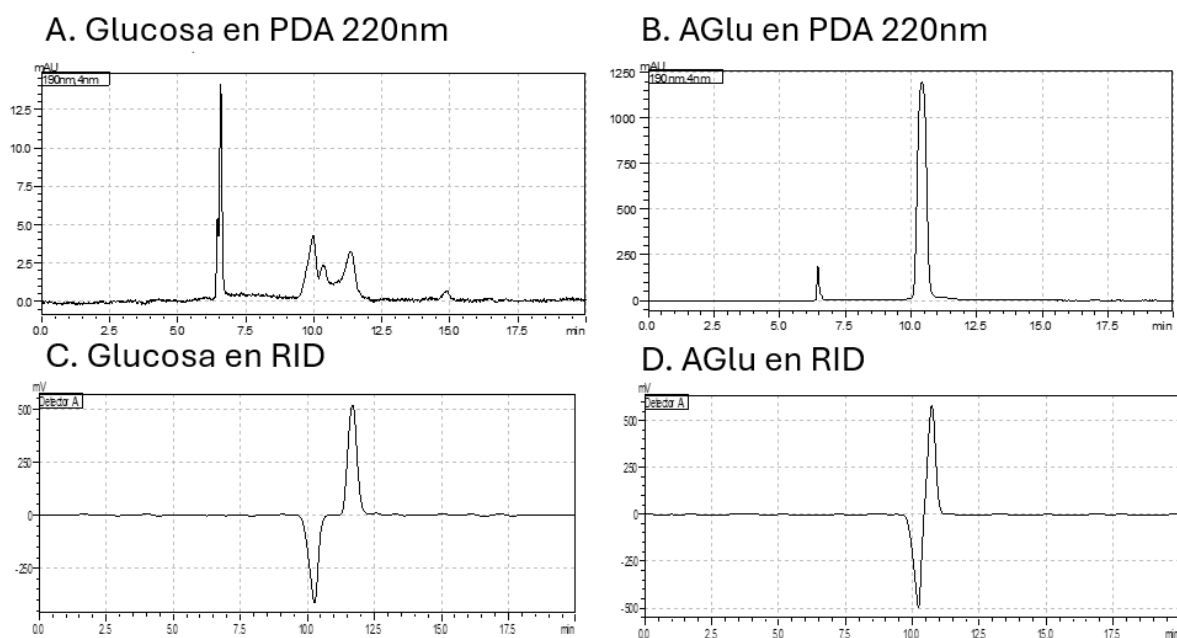 A. Glucosa en PDA 220nm
mAU
190nm,4nm
12.5
10.0
7.5
5.0
2.5
0.0
0.0 2.5 5.0 7.5 10.0 12.5 15.0 17.5 min
B. AGlu en PDA 220nm
mAU
1250
190nm,4nm
1000
750
500
250
0
0.0 2.5 5.0 7.5 10.0 12.5 15.0 17.5 min
C. Glucosa en RID
mV
Detector A
500
250
0
-250
0.0 2.5 5.0 7.5 10.0 12.5 15.0 17.5 min
D. AGlu en RID
mV
Detector A
500
250
0
-250
-500
0.0 2.5 5.0 7.5 10.0 12.5 15.0 17.5 min